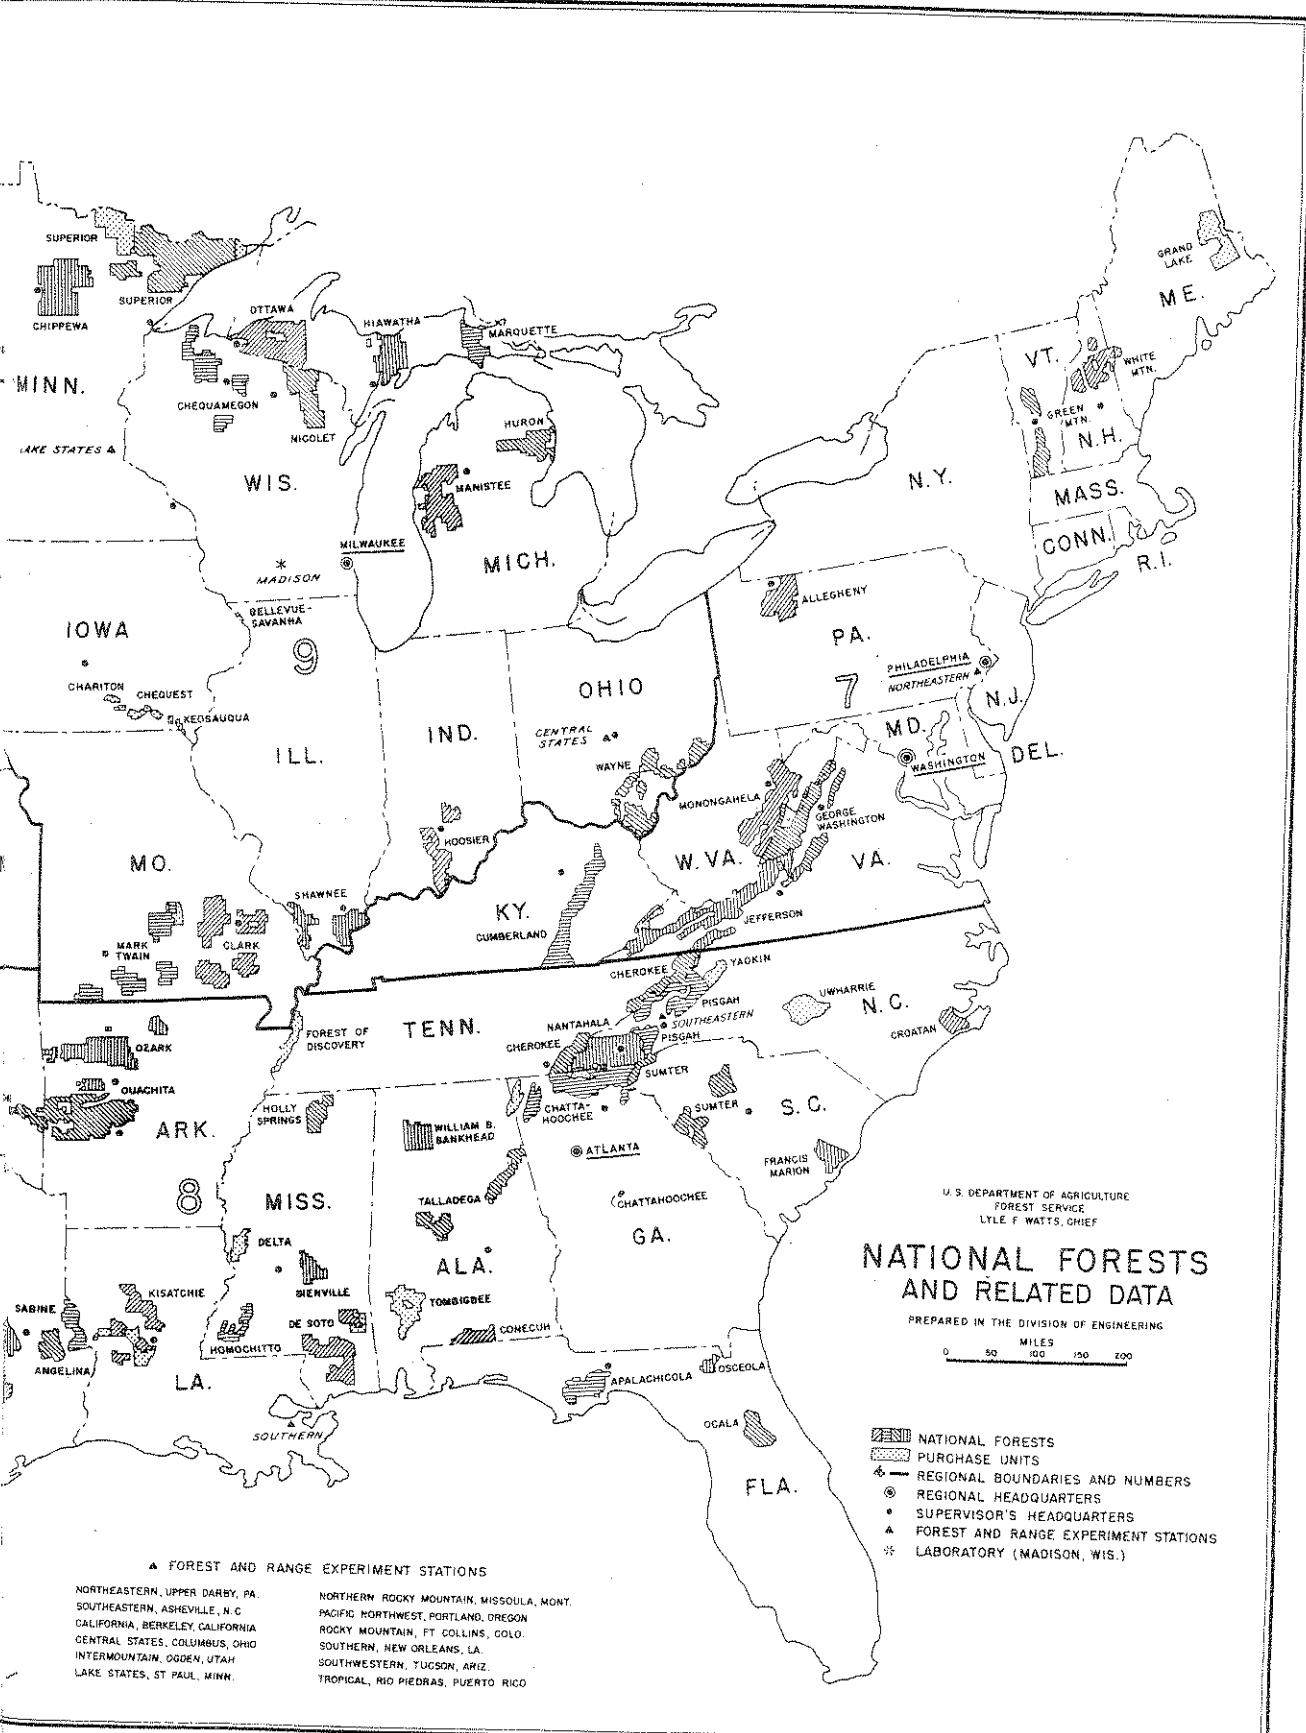 SUPERIOR
GRAND
LAKE
ME.
CHIPPEWA
SUPERIOR
OTTAWA
HIAWATHA
MARQUETTE
MINN.
VT.
WHITE
MTN.
CHEQUAMEGON
NICOLET
HURON
GREEN
MTN.
N.H.
LAKE STATES
WIS.
MANISTEE
N.Y.
MASS.
MILWAUKEE
MADISON
MICH.
CONN.
R.I.
BELLEVUE-
SAVANNA
ALLEGHENY
IOWA
9
PA.
CHARITON
CHEQUEST
KEOSAUQUA
OHIO
PHILADELPHIA
NORTHEASTERN
7
N.J.
ILL.
IND.
CENTRAL
STATES
MD.
WASHINGTON
DEL.
WAYNE
MONONGAHELA
GEORGE
WASHINGTON
HOOSIER
MO.
W.VA.
VA.
SHAWNEE
KY.
CUMBERLAND
JEFFERSON
MARK
TWAIN
CLARK
CHEROKEE
YADKIN
PISGAH
UWHARRIE
N.C.
FOREST OF
DISCOVERY
TENN.
NANTAHALA
SOUTHEASTERN
PISGAH
CROATAN
OZARK
CHEROKEE
SUMTER
OUACHITA
HOLLY
SPRINGS
CHATTA-
HOOCHEE
SUMTER
S.C.
ARK.
WILLIAM B.
BANKHEAD
ATLANTA
FRANCIS
MARION
8
MISS.
TALLADEGA
CHATTAHOOCHEE
GA.
DELTA
ALA.
KISATCHIE
BIENVILLE
TOMBIGBEE
SABINE
DE SOTO
CONECUH
ANGELINA
HOMOCHITTO
LA.
APALACHICOLA
OSCEOLA
SOUTHERN
OCALA
FLA.
U.S. DEPARTMENT OF AGRICULTURE
FOREST SERVICE
LYLE F. WATTS, CHIEF
NATIONAL FORESTS
AND RELATED DATA
PREPARED IN THE DIVISION OF ENGINEERING
MILES
0 50 100 150 200
NATIONAL FORESTS
PURCHASE UNITS
REGIONAL BOUNDARIES AND NUMBERS
REGIONAL HEADQUARTERS
SUPERVISOR'S HEADQUARTERS
FOREST AND RANGE EXPERIMENT STATIONS
LABORATORY (MADISON, WIS.)
FOREST AND RANGE EXPERIMENT STATIONS
NORTHEASTERN, UPPER DARBY, PA.
SOUTHEASTERN, ASHEVILLE, N.C
CALIFORNIA, BERKELEY, CALIFORNIA
CENTRAL STATES, COLUMBUS, OHIO
INTERMOUNTAIN, OGDEN, UTAH
LAKE STATES, ST PAUL, MINN.
NORTHERN ROCKY MOUNTAIN, MISSOULA, MONT.
PACIFIC NORTHWEST, PORTLAND, OREGON
ROCKY MOUNTAIN, FT COLLINS, COLO.
SOUTHERN, NEW ORLEANS, LA.
SOUTHWESTERN, TUCSON, ARIZ.
TROPICAL, RIO PIEDRAS, PUERTO RICO